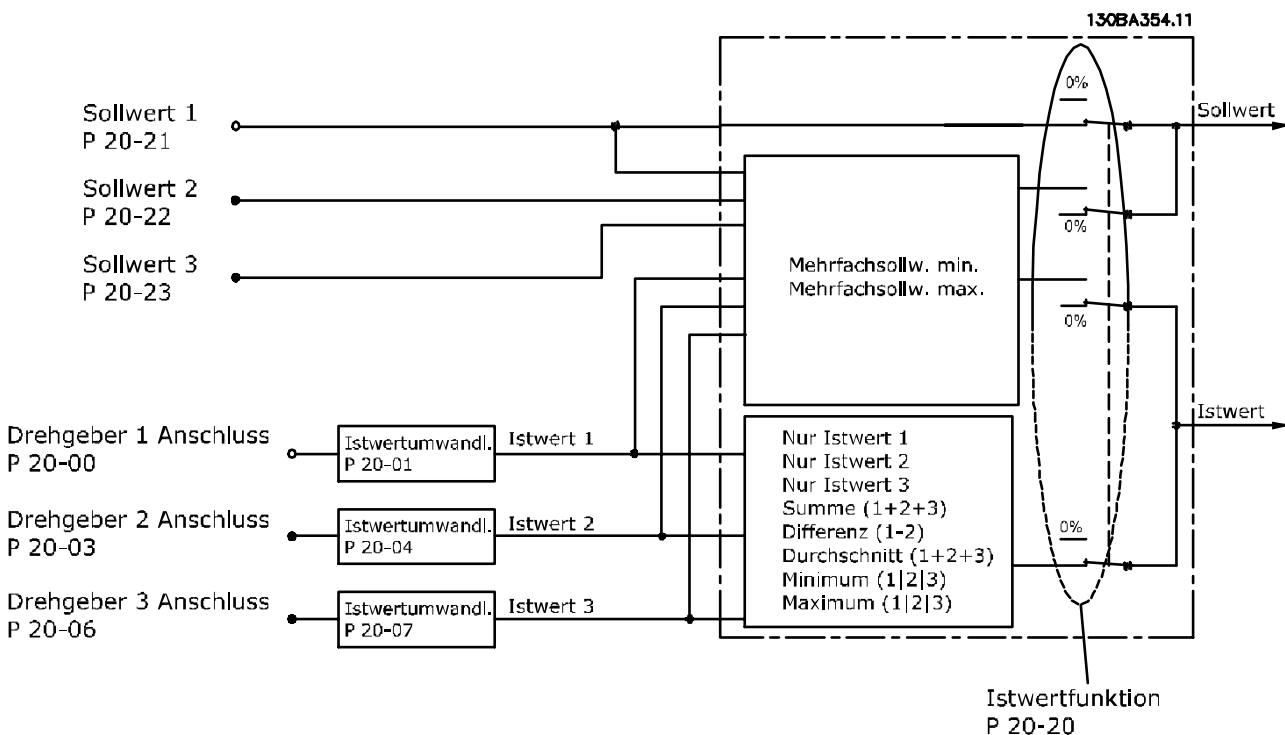 130BA354.11
0%
Sollwert
Sollwert 1
P 20-21
Sollwert 2
P 20-22
0%
Sollwert 3
P 20-23
Mehrfachsollw. min.
Mehrfachsollw. max.
0%
Istwert
Drehgeber 1 Anschluss
P 20-00
Istwertumwandl.
P 20-01
Istwert 1
Drehgeber 2 Anschluss
P 20-03
Istwertumwandl.
P 20-04
Istwert 2
Drehgeber 3 Anschluss
P 20-06
Istwertumwandl.
P 20-07
Istwert 3
Nur Istwert 1
Nur Istwert 2
Nur Istwert 3
Summe (1+2+3)
Differenz (1-2)
Durchschnitt (1+2+3)
Minimum (1|2|3)
Maximum (1|2|3)
0%
Istwertfunktion
P 20-20